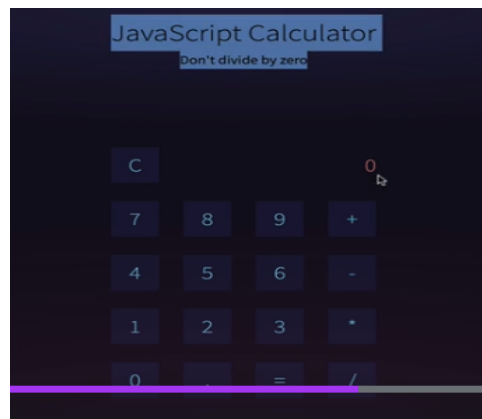 JavaScript Calculator
Don't divide by zero
C 0
7 8 9 +
4 5 6 -
1 2 3 *
0 . = /